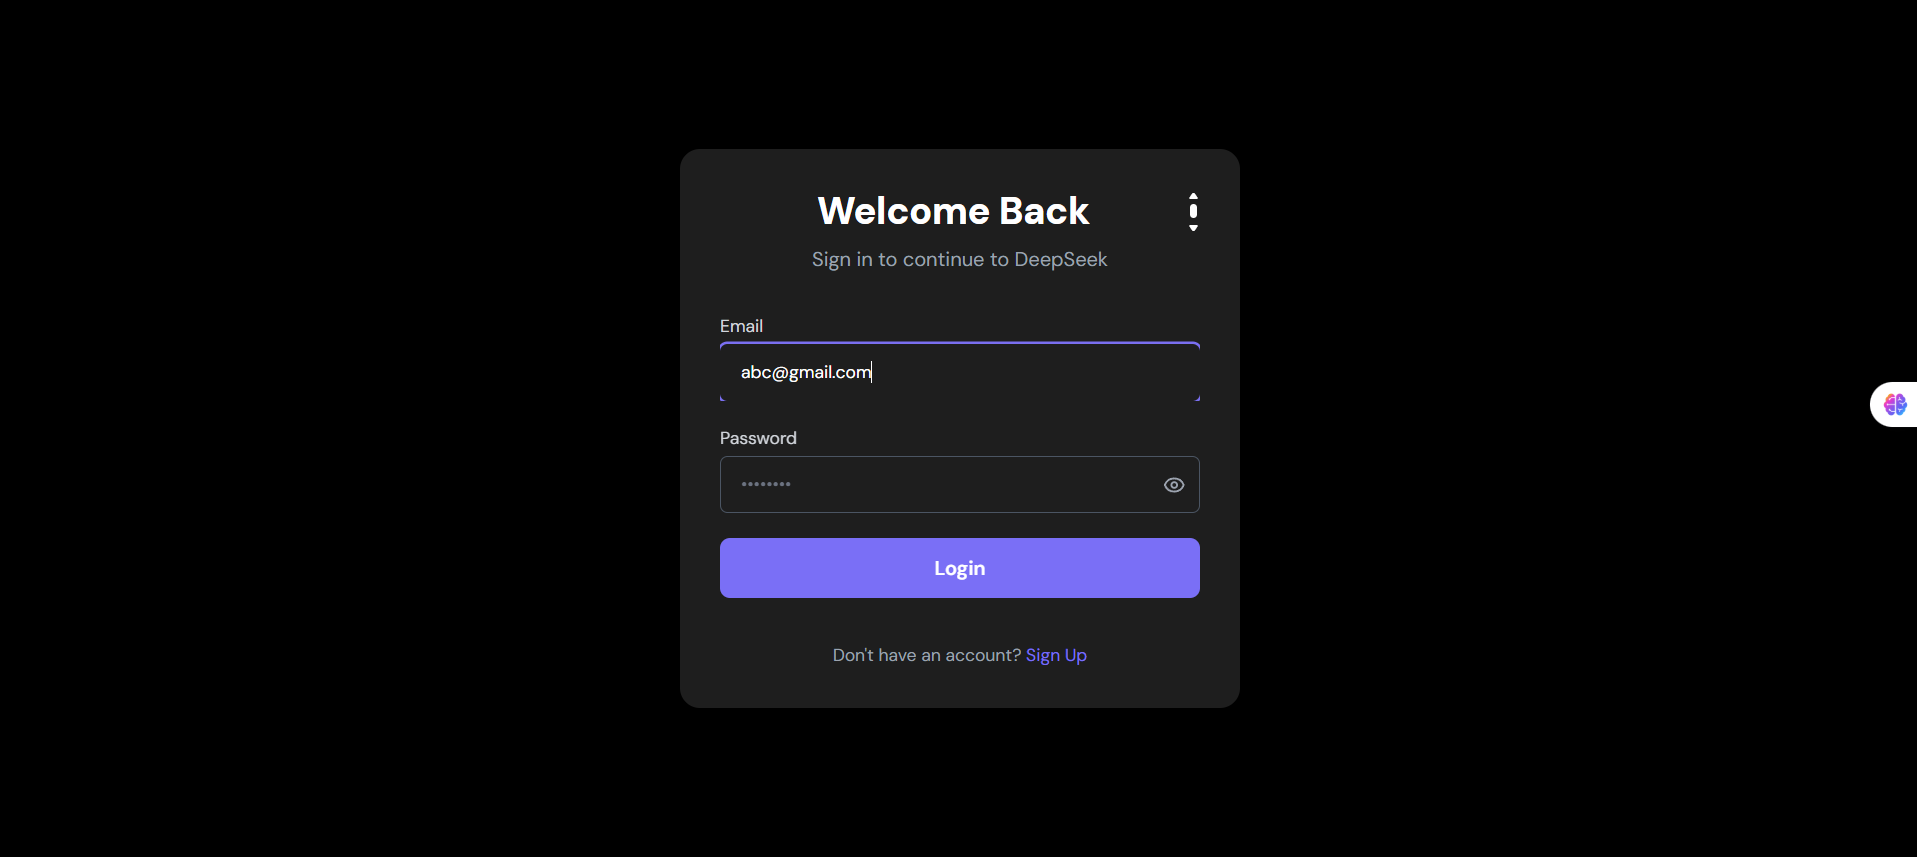 Welcome Back
Sign in to continue to DeepSeek
Email
abc@gmail.com
Password
••••••••
Login
Don't have an account? Sign Up